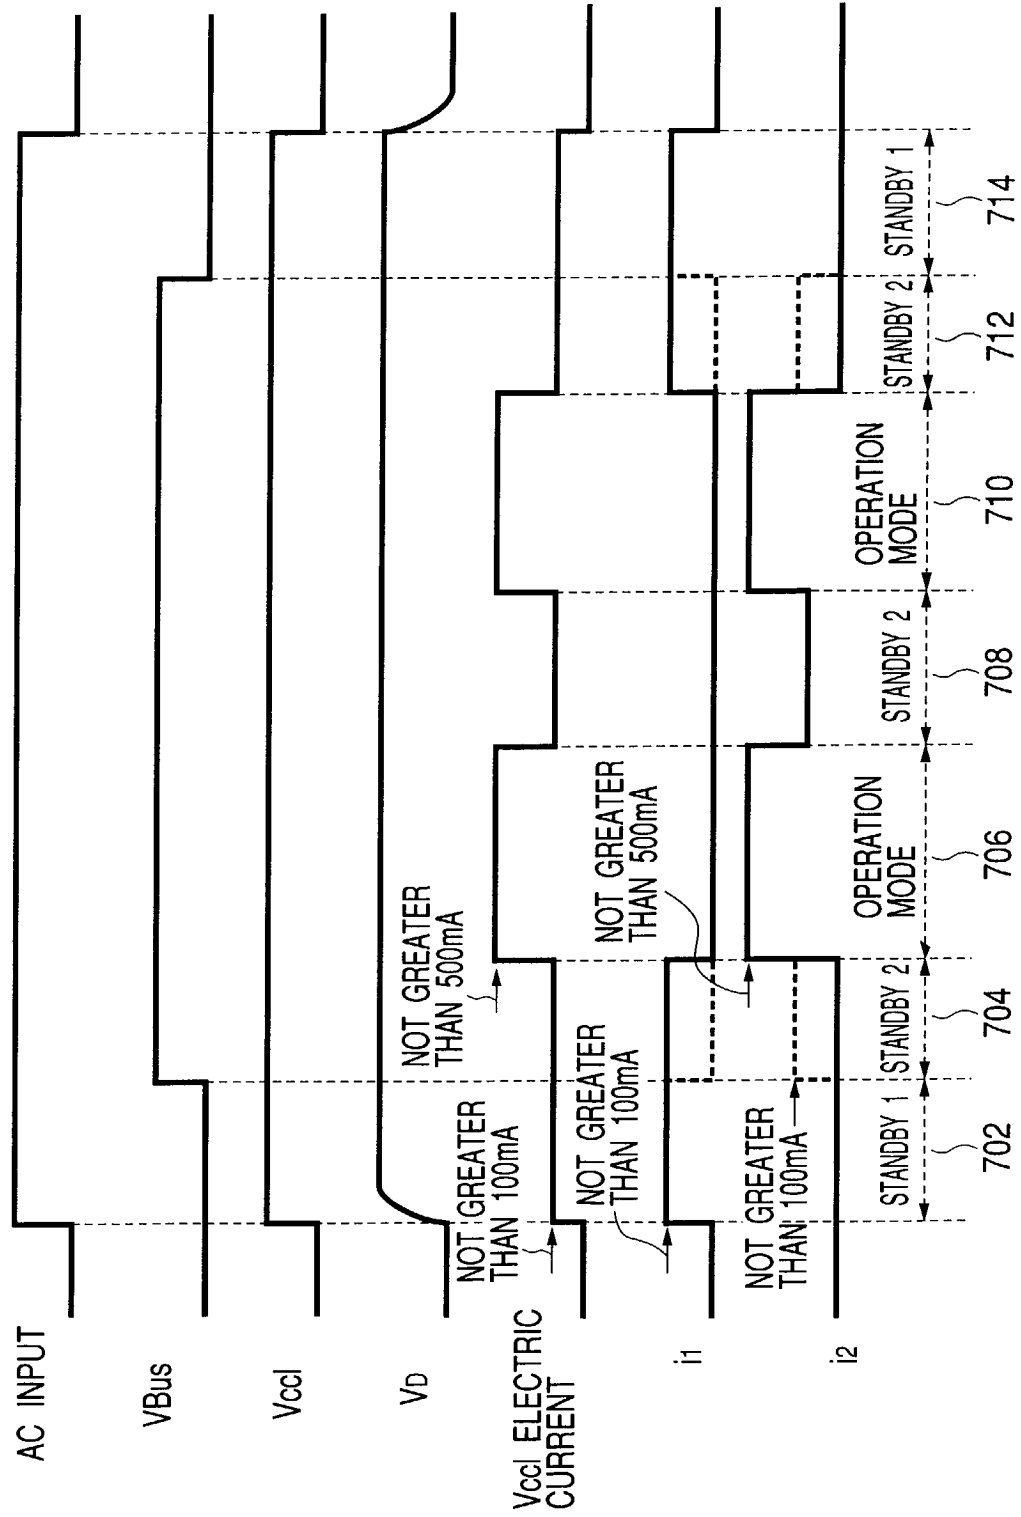 AC INPUT
VBus
Vccl
VD
Vccl ELECTRIC
CURRENT
i1
i2
NOT GREATER
THAN 100mA
NOT GREATER
THAN 500mA
NOT GREATER
THAN 100mA
NOT GREATER
THAN 500mA
NOT GREATER
THAN 100mA
STANDBY 1
STANDBY 2
OPERATION
MODE
STANDBY 2
OPERATION
MODE
STANDBY 2
STANDBY 1
702
704
706
708
710
712
714